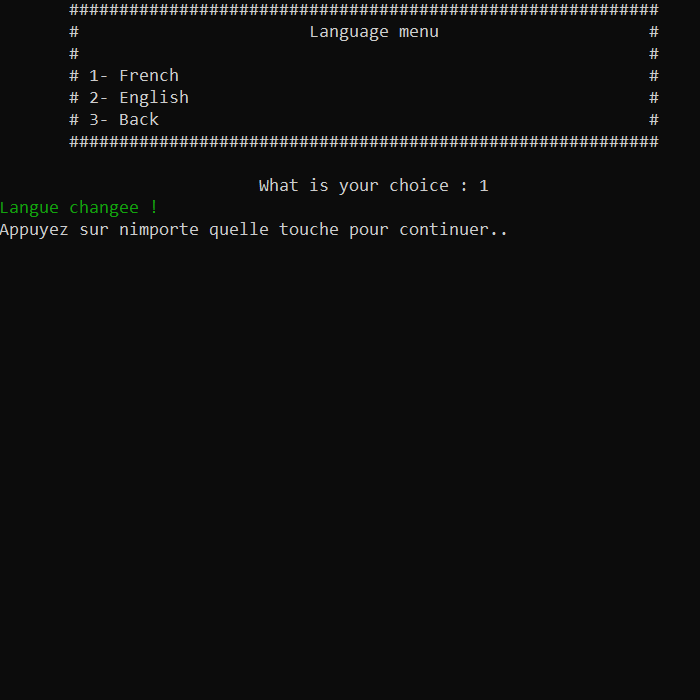 ###########################################################
# Language menu #
# #
# 1- French #
# 2- English #
# 3- Back #
###########################################################
What is your choice : 1
Langue changee !
Appuyez sur nimporte quelle touche pour continuer..